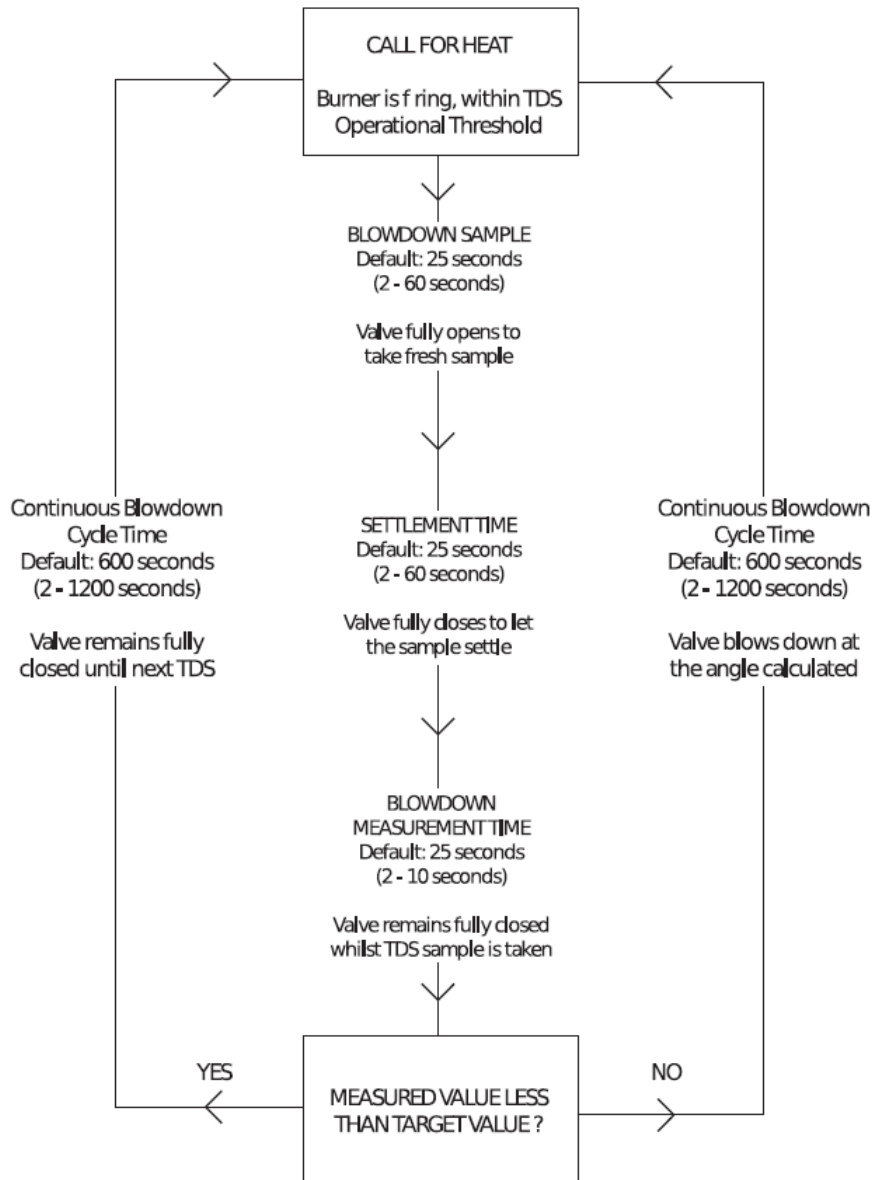 CALL FOR HEAT
Burner is f ring, within TDS
Operational Threshold
BLOWDOWN SAMPLE
Default: 25 seconds
(2 - 60 seconds)
Valve fully opens to
take fresh sample
Continuous Blowdown
Cycle Time
Default: 600 seconds
(2 - 1200 seconds)
Valve remains fully
closed until next TDS
SETTLEMENT TIME
Default: 25 seconds
(2 - 60 seconds)
Valve fully closes to let
the sample settle
Continuous Blowdown
Cycle Time
Default: 600 seconds
(2 - 1200 seconds)
Valve blows down at
the angle calculated
BLOWDOWN
MEASUREMENT TIME
Default: 25 seconds
(2 - 10 seconds)
Valve remains fully closed
whilst TDS sample is taken
YES
NO
MEASURED VALUE LESS
THAN TARGET VALUE ?